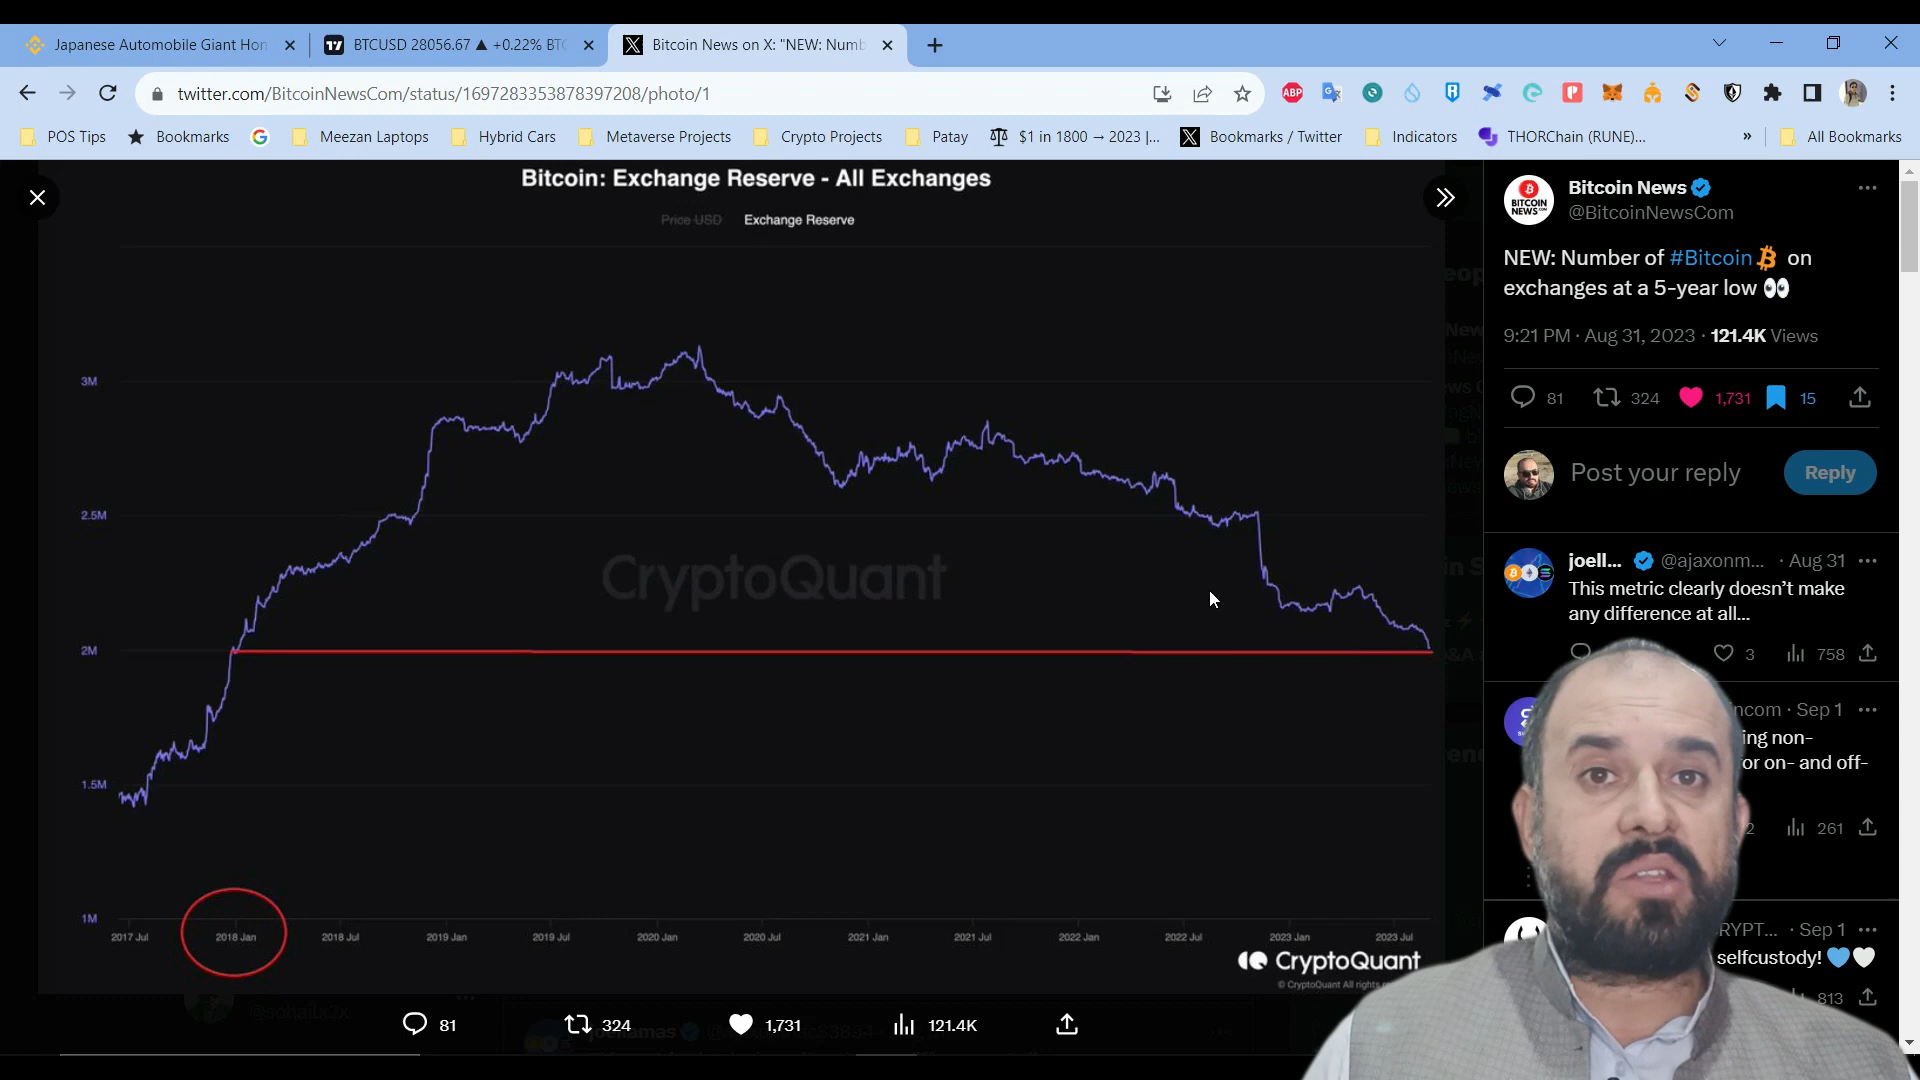 Japanese Automobile Giant Hon
BTCUSD 28056.67 ▲ +0.22% BTC
Bitcoin News on X: "NEW: Numb
twitter.com/BitcoinNewsCom/status/1697283353878397208/photo/1
ABP
POS Tips
Bookmarks
Meezan Laptops
Hybrid Cars
Metaverse Projects
Crypto Projects
Patay
$1 in 1800 → 2023 |...
Bookmarks / Twitter
Indicators
THORChain (RUNE)...
»
All Bookmarks
Bitcoin: Exchange Reserve - All Exchanges
Price USD
Exchange Reserve
3M
2.5M
2M
1.5M
1M
CryptoQuant
2017 Jul
2018 Jan
2018 Jul
2019 Jan
2019 Jul
2020 Jan
2020 Jul
2021 Jan
2021 Jul
2022 Jan
2022 Jul
2023 Jan
2023 Jul
CryptoQuant
© CryptoQuant All rights
81
324
1,731
121.4K
BITCOIN
NEWS
Bitcoin News
@BitcoinNewsCom
NEW: Number of #Bitcoin on
exchanges at a 5-year low 👀
9:21 PM · Aug 31, 2023 · 121.4K Views
81
324
1,731
15
Post your reply
Reply
joell... @ajaxonm... · Aug 31
This metric clearly doesn't make
any difference at all...
3
758
ncom · Sep 1
ing non-
or on- and off-
2
261
RYPT... · Sep 1
selfcustody! 💙🤍
813